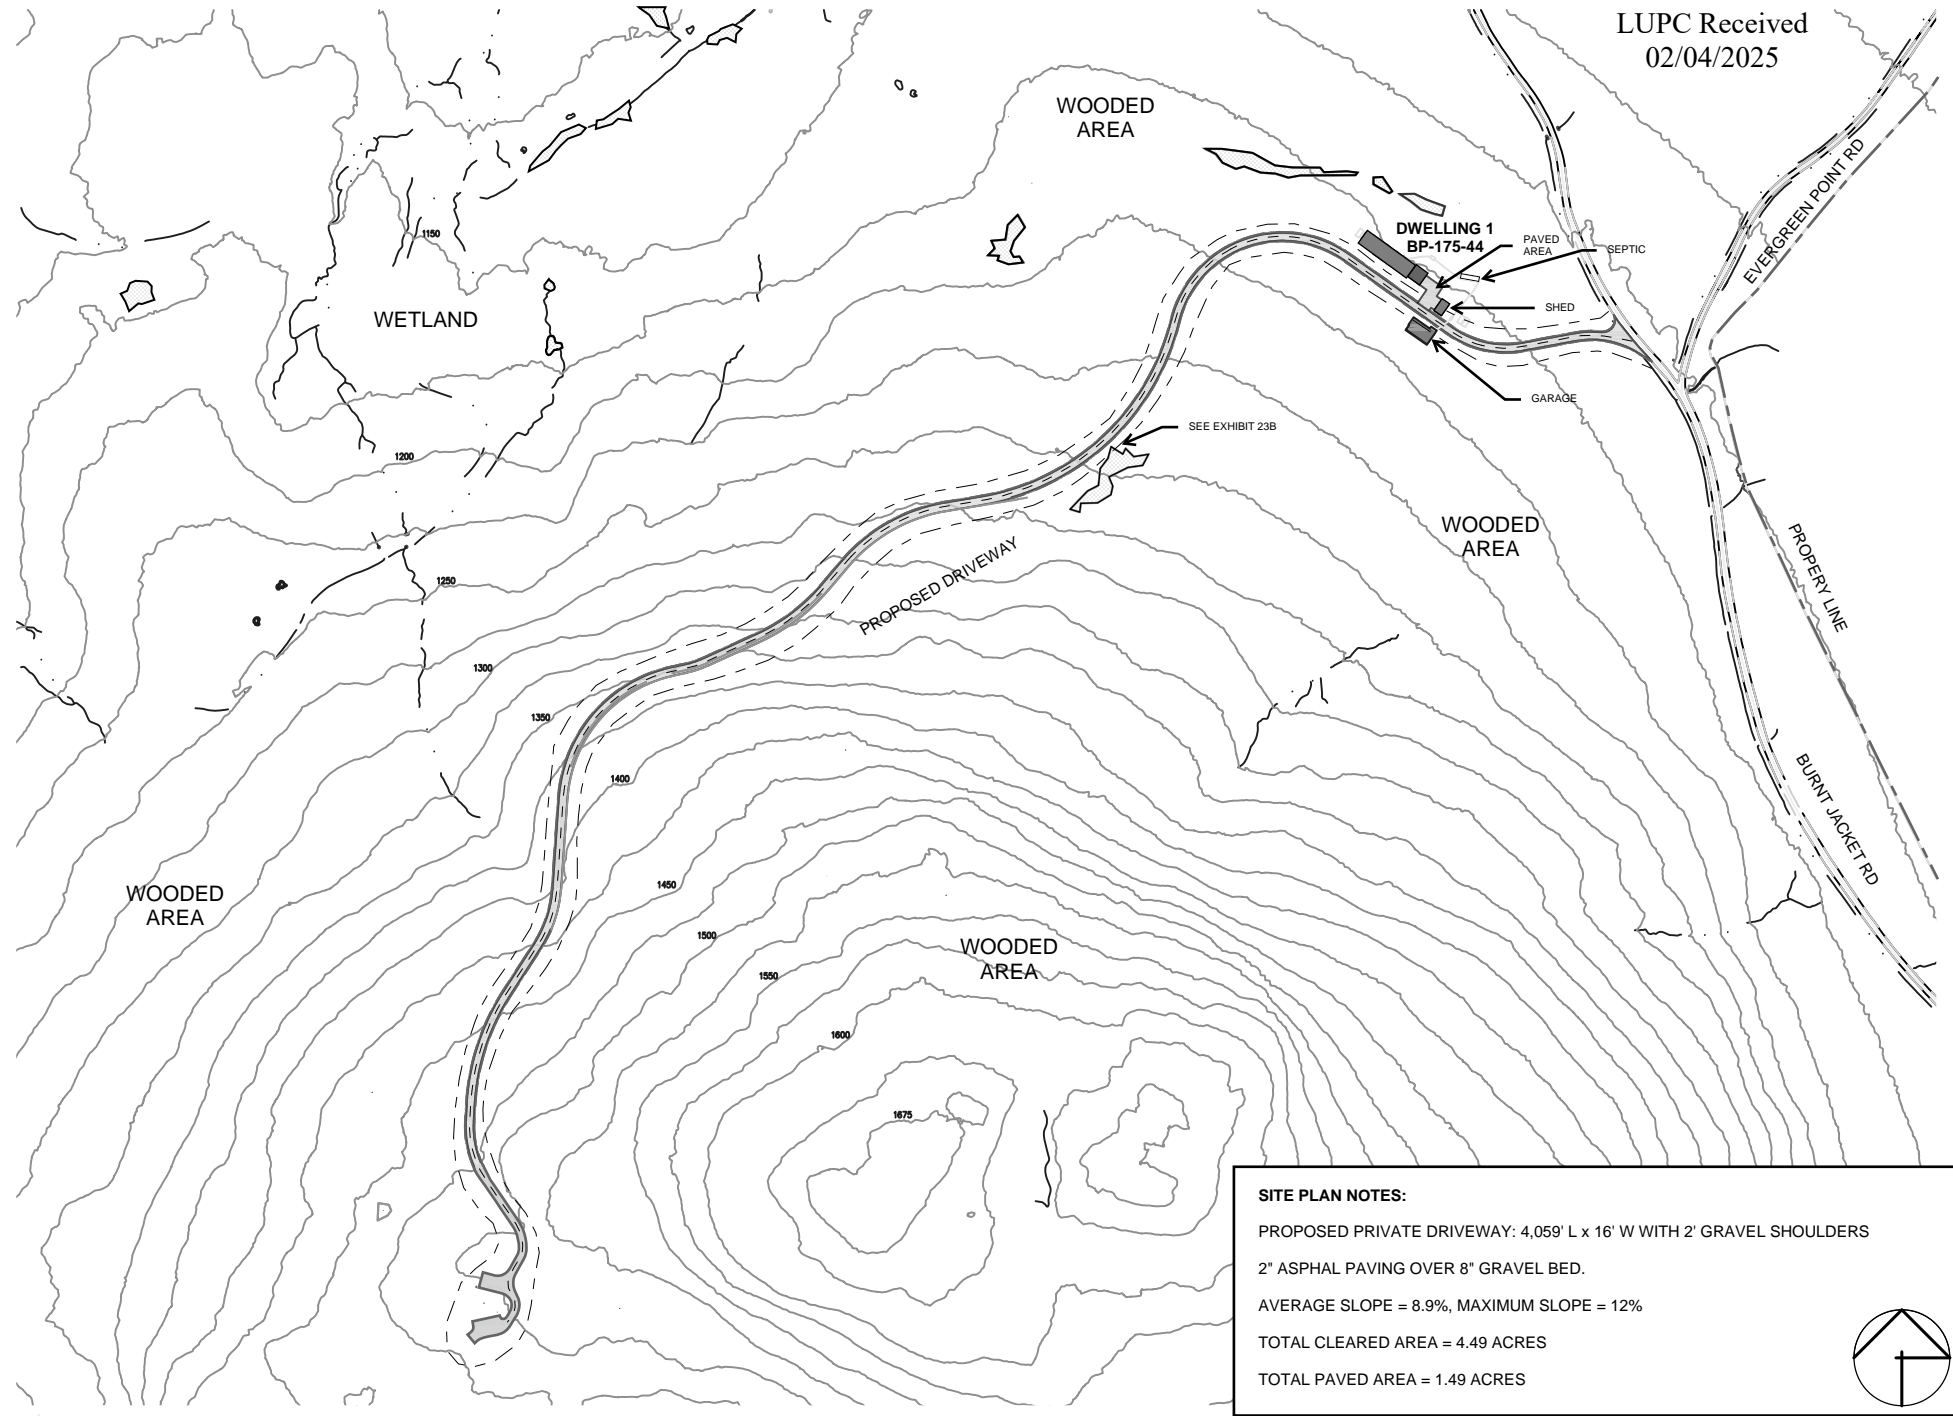 LUPC Received
02/04/2025
WOODED
AREA
EVERGREEN POINT RD
DWELLING 1
BP-175-44
PAVED
AREA
SEPTIC
1150
WETLAND
SHED
GARAGE
SEE EXHIBIT 23B
1200
WOODED
AREA
PROPERY LINE
PROPOSED DRIVEWAY
1250
1300
1350
1400
BURNT JACKET RD
1450
WOODED
AREA
1500
WOODED
AREA
1550
1600
1675
SITE PLAN NOTES:
PROPOSED PRIVATE DRIVEWAY: 4,059' L x 16' W WITH 2' GRAVEL SHOULDERS
2" ASPHAL PAVING OVER 8" GRAVEL BED.
AVERAGE SLOPE = 8.9%, MAXIMUM SLOPE = 12%
TOTAL CLEARED AREA = 4.49 ACRES
TOTAL PAVED AREA = 1.49 ACRES